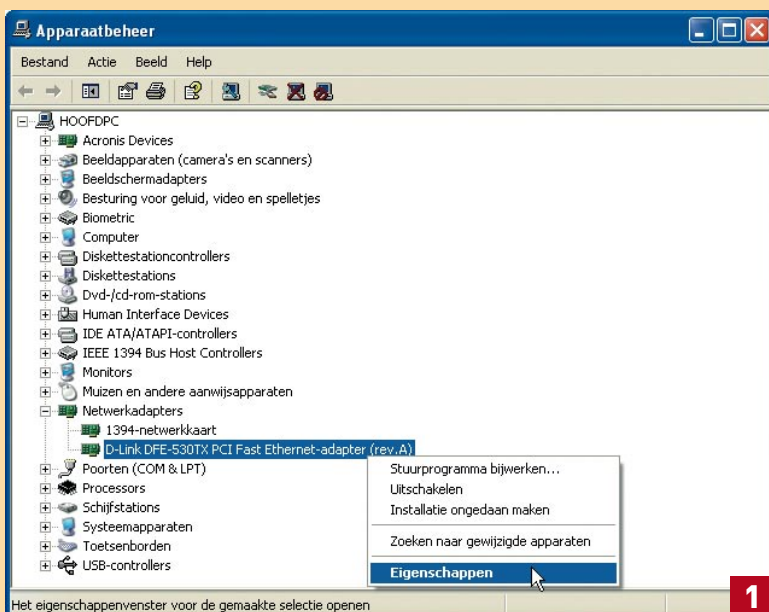 Apparaatbeheer
Bestand Actie Beeld Help
HOOFDPC
Acronis Devices
Beeldapparaten (camera's en scanners)
Beeldschermadapters
Besturing voor geluid, video en spelletjes
Biometric
Computer
Diskettestationcontrollers
Diskettestations
Dvd-/cd-rom-stations
Human Interface Devices
IDE ATA/ATAPI-controllers
IEEE 1394 Bus Host Controllers
Monitors
Muizen en andere aanwijsapparaten
Netwerkadapters
1394-netwerkkaart
D-Link DFE-530TX PCI Fast Ethernet-adapter (rev.A)
Poorten (COM & LPT)
Processors
Schijfstations
Systeemapparaten
Toetsenborden
USB-controllers
Stuurprogramma bijwerken...
Uitschakelen
Installatie ongedaan maken
Zoeken naar gewijzigde apparaten
Eigenschappen
Het eigenschappenvenster voor de gemaakte selectie openen
1